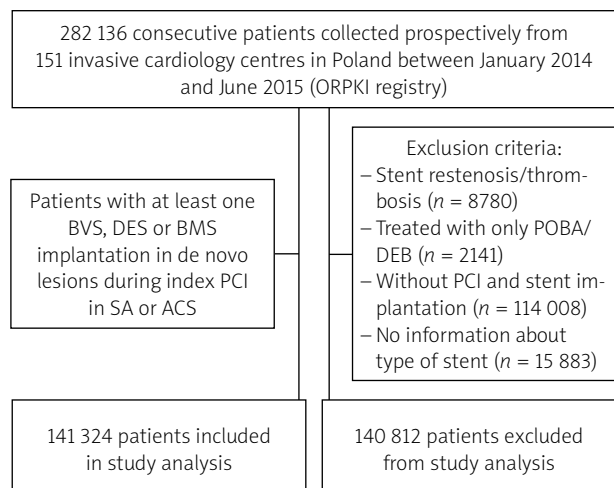 282 136 consecutive patients collected prospectively from
151 invasive cardiology centres in Poland between January 2014
and June 2015 (ORPKI registry)
Patients with at least one
BVS, DES or BMS
implantation in de novo
lesions during index PCI
in SA or ACS
Exclusion criteria:
– Stent restenosis/throm-
bosis (n = 8780)
– Treated with only POBA/
DEB (n = 2141)
– Without PCI and stent im-
plantation (n = 114 008)
– No information about
type of stent (n = 15 883)
141 324 patients included
in study analysis
140 812 patients excluded
from study analysis